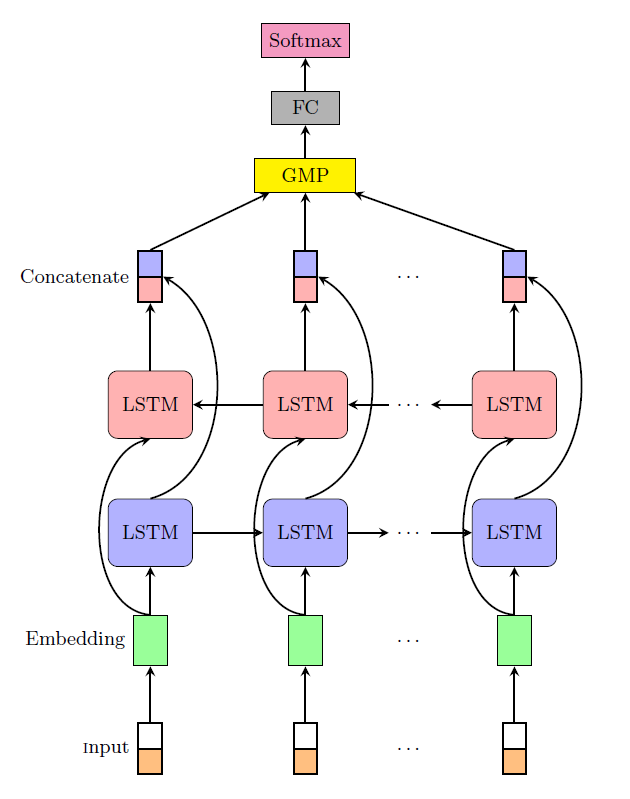 Softmax
FC
GMP
Concatenate ...
LSTM LSTM ... LSTM
LSTM LSTM ... LSTM
Embedding ...
Input ...